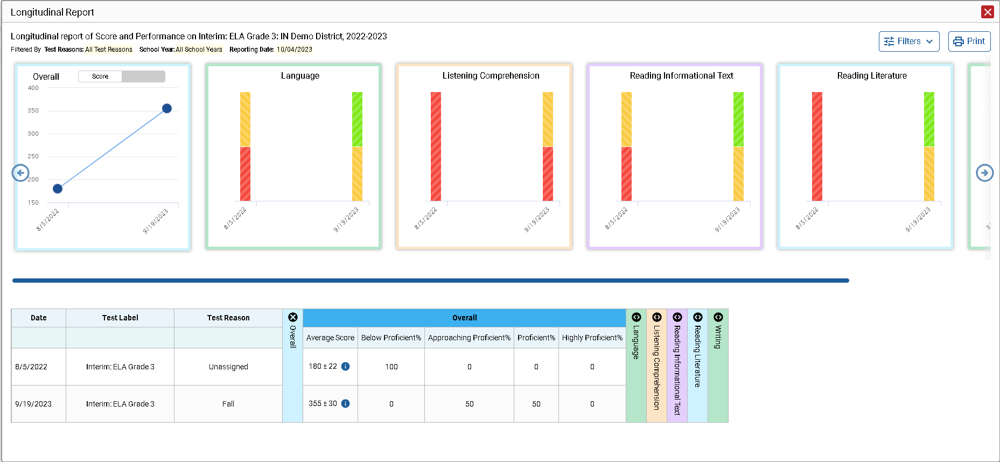 Longitudinal Report
Longitudinal report of Score and Performance on Interim: ELA Grade 3: IN Demo District, 2022-2023
Filters
Print
Filtered By Test Reasons: All Test Reasons School Year: All School Years Reporting Date: 10/04/2023
Overall
Score
400
350
300
250
200
150
8/5/2022
9/19/2023
Language
8/5/2022
9/19/2023
Listening Comprehension
8/5/2022
9/19/2023
Reading Informational Text
8/5/2022
9/19/2023
Reading Literature
8/5/2022
9/19/2023
Date Test Label Test Reason Overall Overall Language Listening Comprehension Reading Informational Text Reading Literature Writing
Average Score Below Proficient% Approaching Proficient% Proficient% Highly Proficient%
8/5/2022 Interim: ELA Grade 3 Unassigned 180 ± 22 100 0 0 0
9/19/2023 Interim: ELA Grade 3 Fall 355 ± 30 0 50 50 0